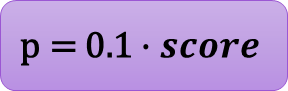 p = 0.1 · score